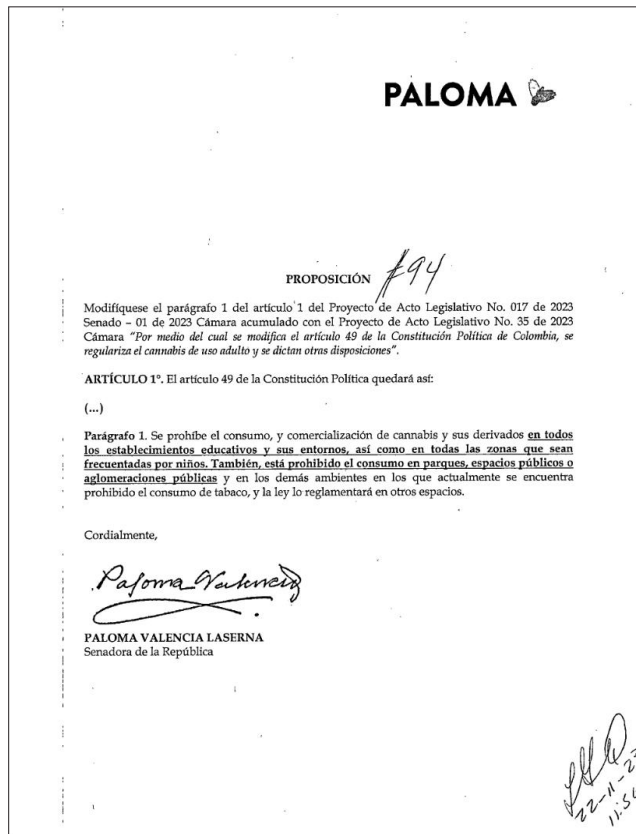 PALOMA
PROPOSICIÓN #94
Modifíquese el parágrafo 1 del artículo 1 del Proyecto de Acto Legislativo No. 017 de 2023
Senado – 01 de 2023 Cámara acumulado con el Proyecto de Acto Legislativo No. 35 de 2023
Cámara "Por medio del cual se modifica el artículo 49 de la Constitución Política de Colombia, se
regulariza el cannabis de uso adulto y se dictan otras disposiciones".
ARTÍCULO 1º. El artículo 49 de la Constitución Política quedará así:
(...)
Parágrafo 1. Se prohíbe el consumo, y comercialización de cannabis y sus derivados en todos
los establecimientos educativos y sus entornos, así como en todas las zonas que sean
frecuentadas por niños. También, está prohibido el consumo en parques, espacios públicos o
aglomeraciones públicas y en los demás ambientes en los que actualmente se encuentra
prohibido el consumo de tabaco, y la ley lo reglamentará en otros espacios.
Cordialmente,
Paloma Valencia
PALOMA VALENCIA LASERNA
Senadora de la República
22-11-23